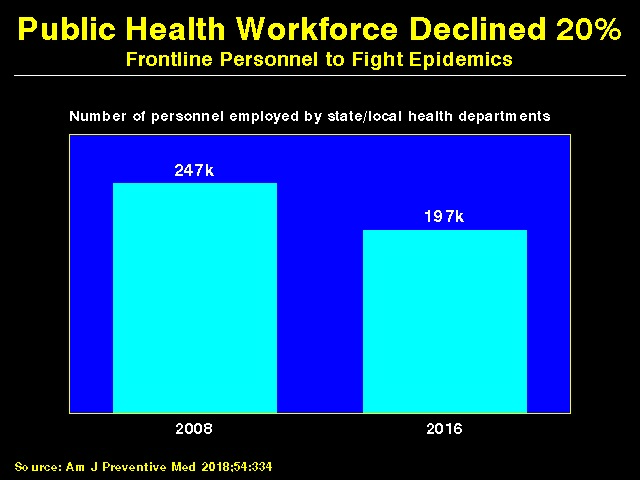 Public Health Workforce Declined 20%
Frontline Personnel to Fight Epidemics
Number of personnel employed by state/local health departments
247k
197k
2008
2016
Source: Am J Preventive Med 2018;54:334